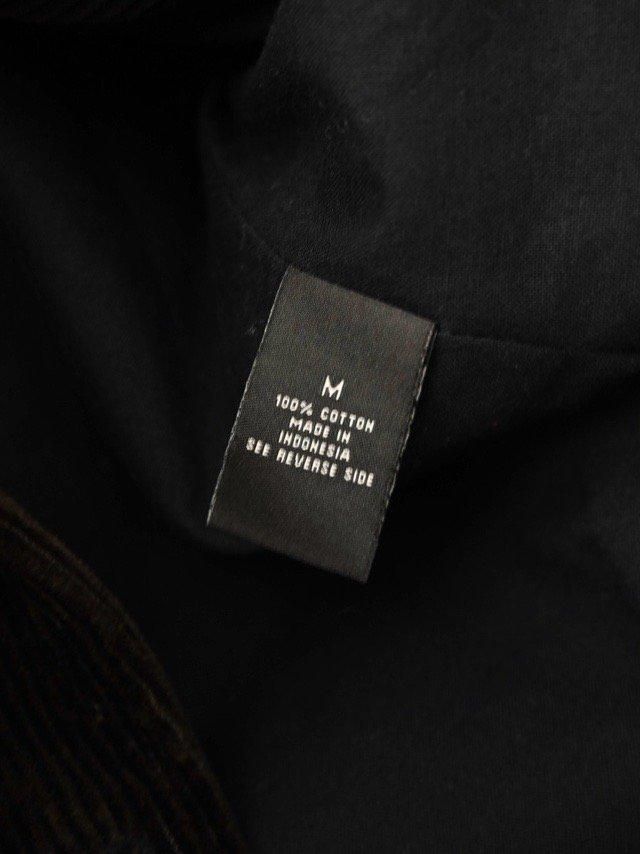 M
100% COTTON
MADE IN
INDONESIA
SEE REVERSE SIDE